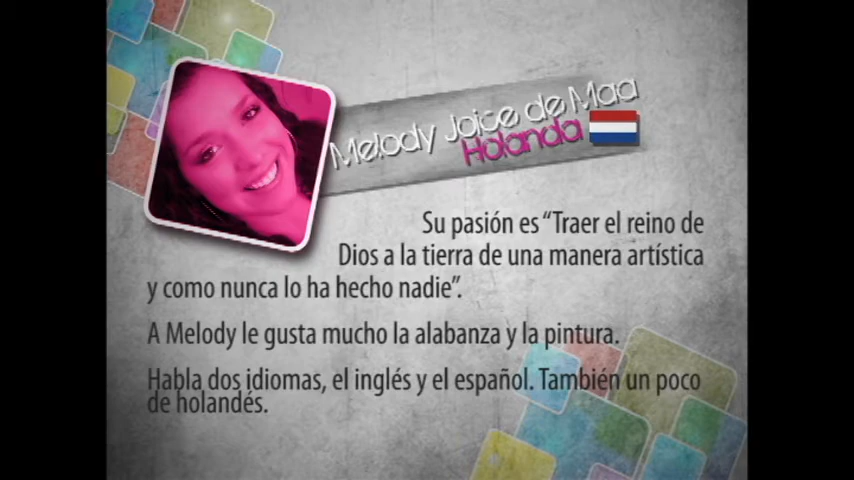 Melody Joice de Maa
Holanda
Su pasión es “Traer el reino de
Dios a la tierra de una manera artística
y como nunca lo ha hecho nadie”.
A Melody le gusta mucho la alabanza y la pintura.
Habla dos idiomas, el inglés y el español. También un poco
de holandés.